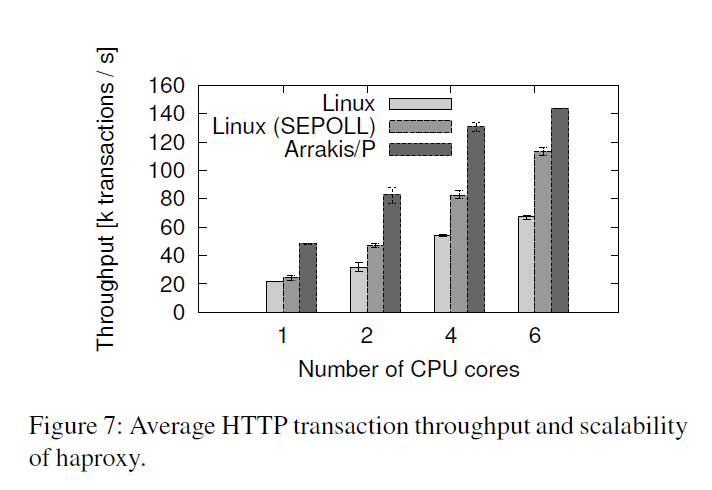 Throughput [k transactions / s]
160
140
120
100
80
60
40
20
0
Linux
Linux (SEPOLL)
Arrakis/P
1 2 4 6
Number of CPU cores
Figure 7: Average HTTP transaction throughput and scalability
of haproxy.